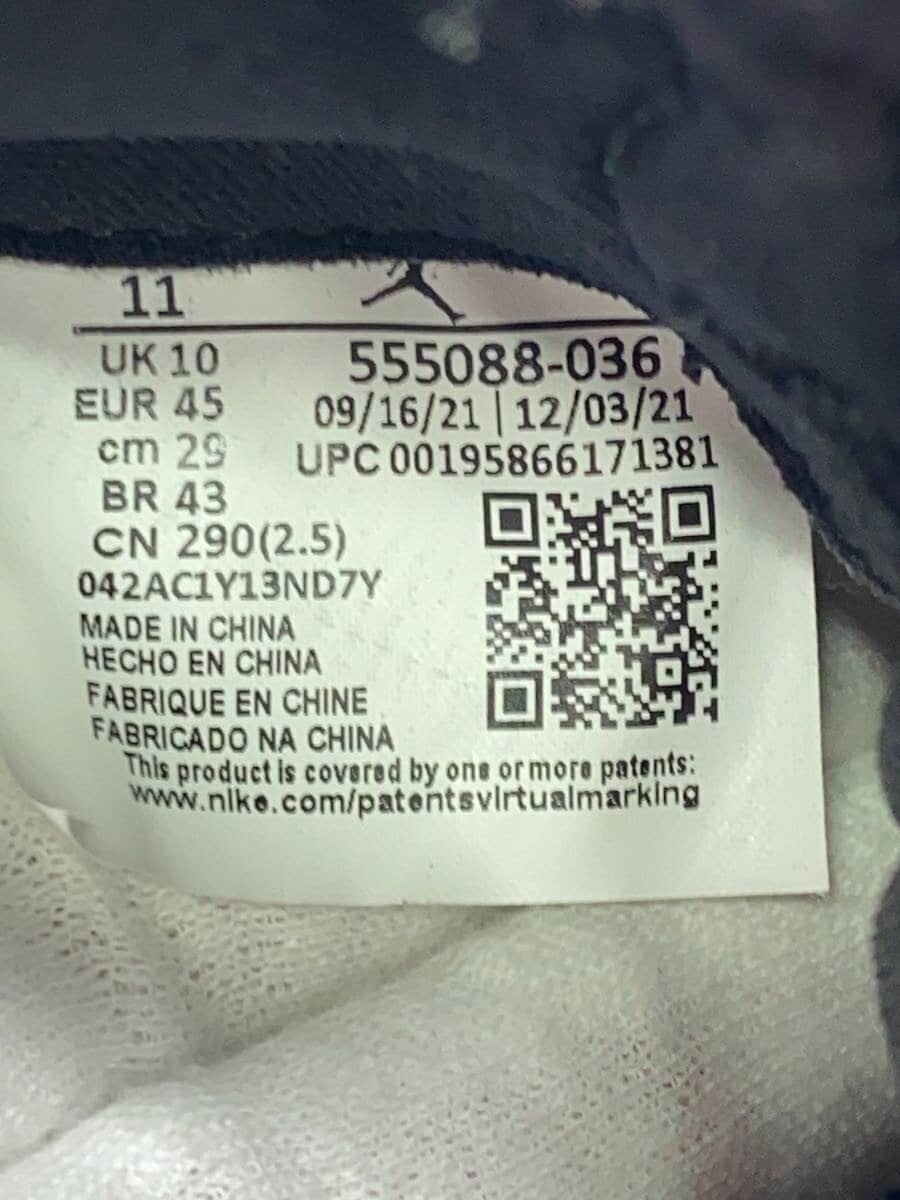 11
UK 10
555088-036
EUR 45
09/16/21 | 12/03/21
cm 29
UPC 00195866171381
BR 43
CN 290(2.5)
042AC1Y13ND7Y
MADE IN CHINA
HECHO EN CHINA
FABRIQUE EN CHINE
FABRICADO NA CHINA
This product is covered by one or more patents:
www.nike.com/patentsvirtualmarking